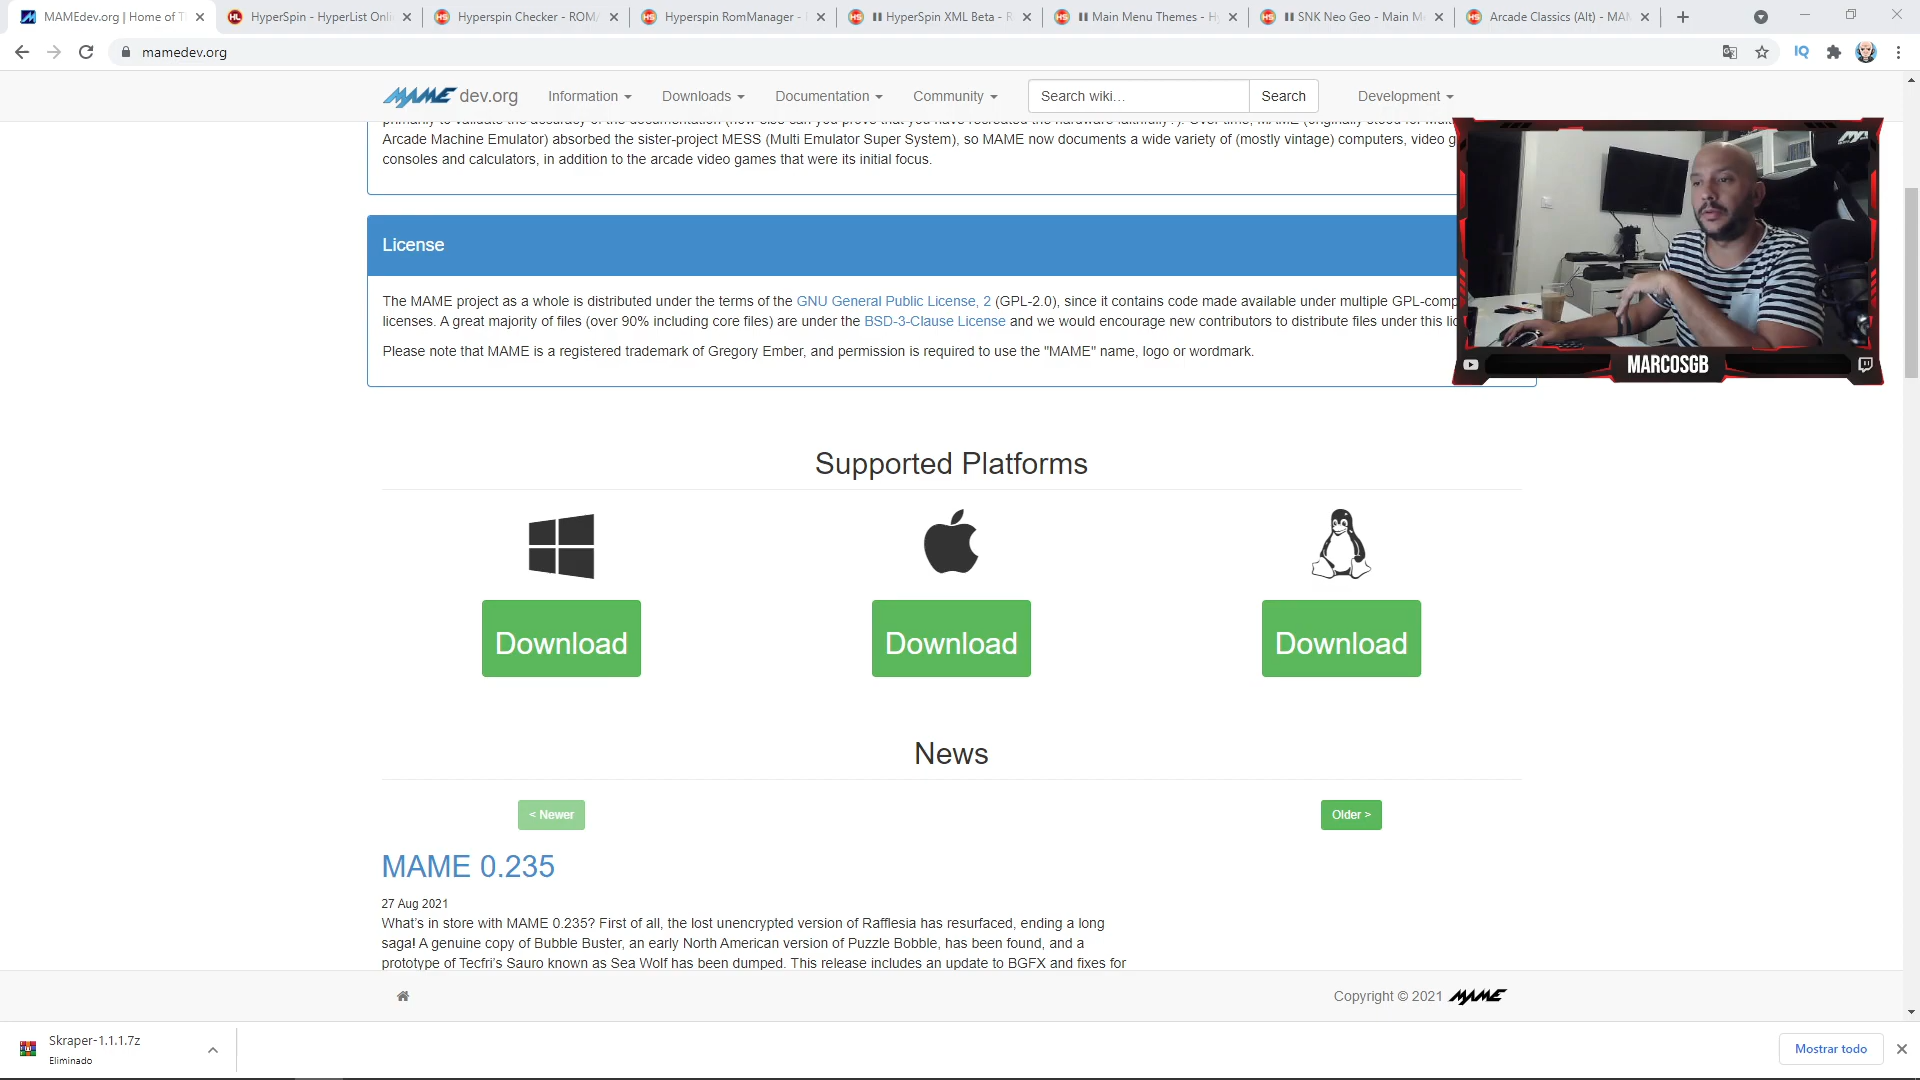 MAMEdev.org | Home of T
HyperSpin - HyperList Onli
Hyperspin Checker - ROM
Hyperspin RomManager -
HyperSpin XML Beta - R
Main Menu Themes - H
SNK Neo Geo - Main M
Arcade Classics (Alt) - MA
mamedev.org
IQ
MAME dev.org
Information
Downloads
Documentation
Community
Search wiki...
Search
Development
Arcade Machine Emulator) absorbed the sister-project MESS (Multi Emulator Super System), so MAME now documents a wide variety of (mostly vintage) computers, video g
consoles and calculators, in addition to the arcade video games that were its initial focus.
License
The MAME project as a whole is distributed under the terms of the GNU General Public License, 2 (GPL-2.0), since it contains code made available under multiple GPL-comp
licenses. A great majority of files (over 90% including core files) are under the BSD-3-Clause License and we would encourage new contributors to distribute files under this lic
Please note that MAME is a registered trademark of Gregory Ember, and permission is required to use the "MAME" name, logo or wordmark.
MARCOSGB
Supported Platforms
Download
Download
Download
News
< Newer
Older >
MAME 0.235
27 Aug 2021
What's in store with MAME 0.235? First of all, the lost unencrypted version of Rafflesia has resurfaced, ending a long
saga! A genuine copy of Bubble Buster, an early North American version of Puzzle Bobble, has been found, and a
prototype of Tecfri's Sauro known as Sea Wolf has been dumped. This release includes an update to BGFX and fixes for
Copyright © 2021 MAME
Skraper-1.1.1.7z
Eliminado
Mostrar todo